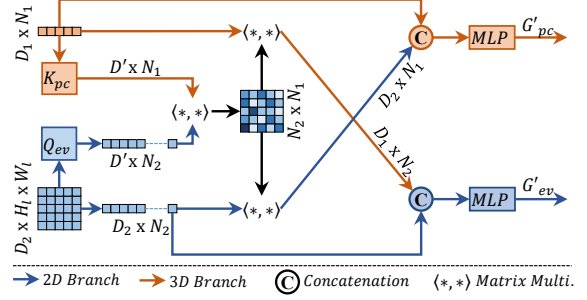 D₁ x N₁
⟨*,*⟩
C
MLP
G′pc
Kpc
D′ x N₁
⟨*,*⟩
N₂ x N₁
D₂ x N₁
Qev
D′ x N₂
D₁ x N₂
D₂ x Hₗ x Wₗ
D₂ x N₂
⟨*,*⟩
C
MLP
G′ev
2D Branch 3D Branch C Concatenation ⟨*,*⟩ Matrix Multi.